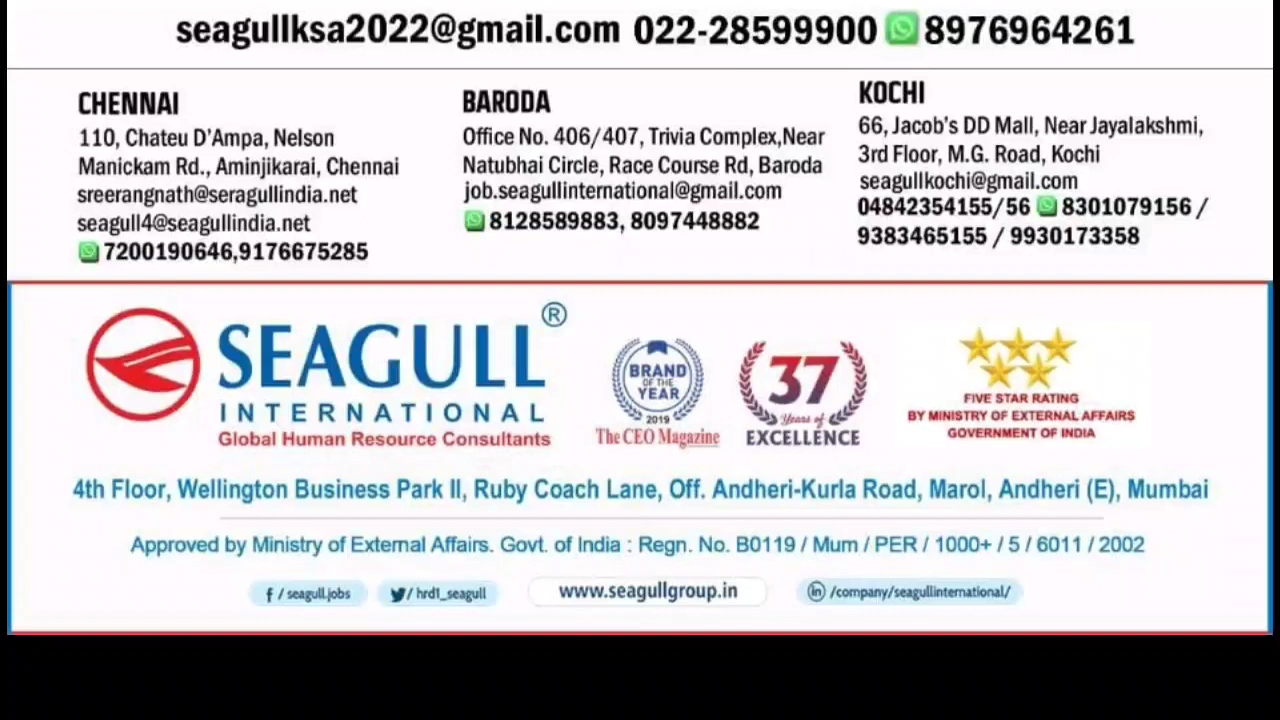 seagullksa2022@gmail.com 022-28599900 8976964261
CHENNAI
110, Chateu D'Ampa, Nelson
Manickam Rd., Aminjikarai, Chennai
sreerangnath@seragullindia.net
seagull4@seagullindia.net
7200190646,9176675285
BARODA
Office No. 406/407, Trivia Complex,Near
Natubhai Circle, Race Course Rd, Baroda
job.seagullinternational@gmail.com
8128589883, 8097448882
KOCHI
66, Jacob's DD Mall, Near Jayalakshmi,
3rd Floor, M.G. Road, Kochi
seagullkochi@gmail.com
04842354155/56 8301079156 /
9383465155 / 9930173358
SEAGULL ®
INTERNATIONAL
Global Human Resource Consultants
BRAND
OF THE
YEAR
2019
The CEO Magazine
37
Years of
EXCELLENCE
FIVE STAR RATING
BY MINISTRY OF EXTERNAL AFFAIRS
GOVERNMENT OF INDIA
4th Floor, Wellington Business Park II, Ruby Coach Lane, Off. Andheri-Kurla Road, Marol, Andheri (E), Mumbai
Approved by Ministry of External Affairs. Govt. of India : Regn. No. B0119 / Mum / PER / 1000+ / 5 / 6011 / 2002
f / seagull.jobs
/ hrd1_seagull
www.seagullgroup.in
in /company/seagullinternational/